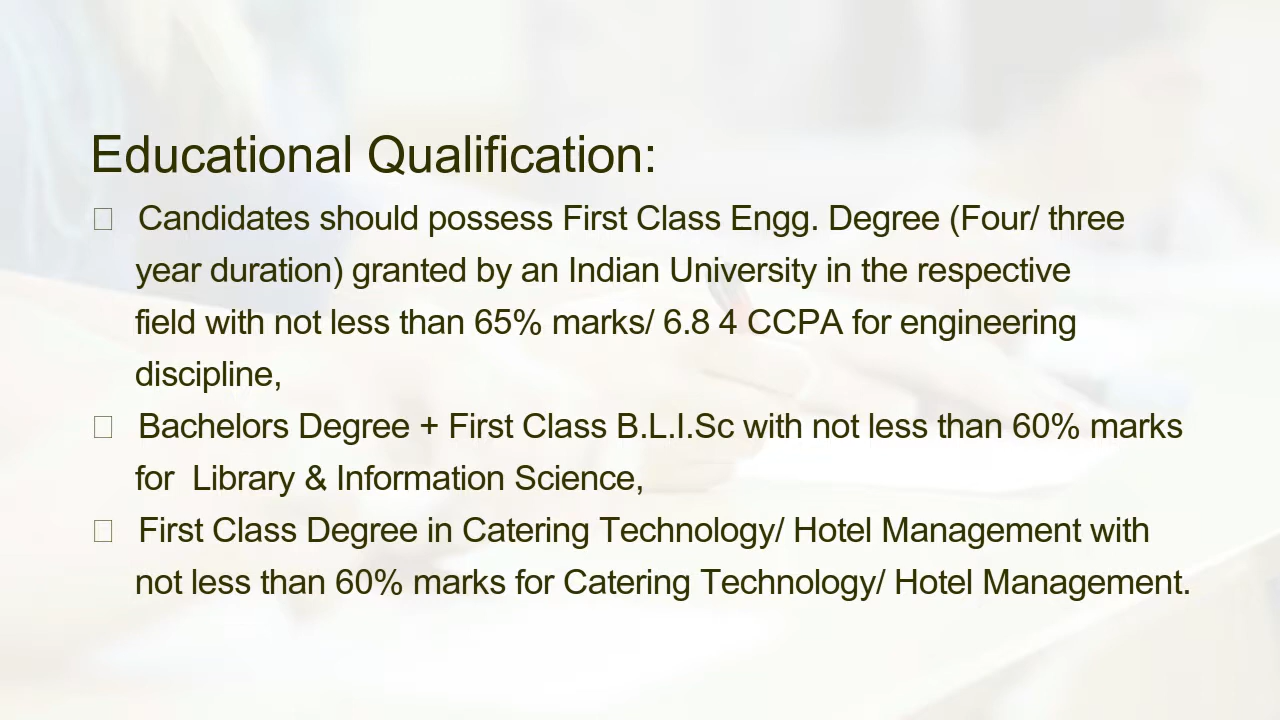 Educational Qualification:
□ Candidates should possess First Class Engg. Degree (Four/ three
year duration) granted by an Indian University in the respective
field with not less than 65% marks/ 6.8 4 CCPA for engineering
discipline,
□ Bachelors Degree + First Class B.L.I.Sc with not less than 60% marks
for  Library & Information Science,
□ First Class Degree in Catering Technology/ Hotel Management with
not less than 60% marks for Catering Technology/ Hotel Management.